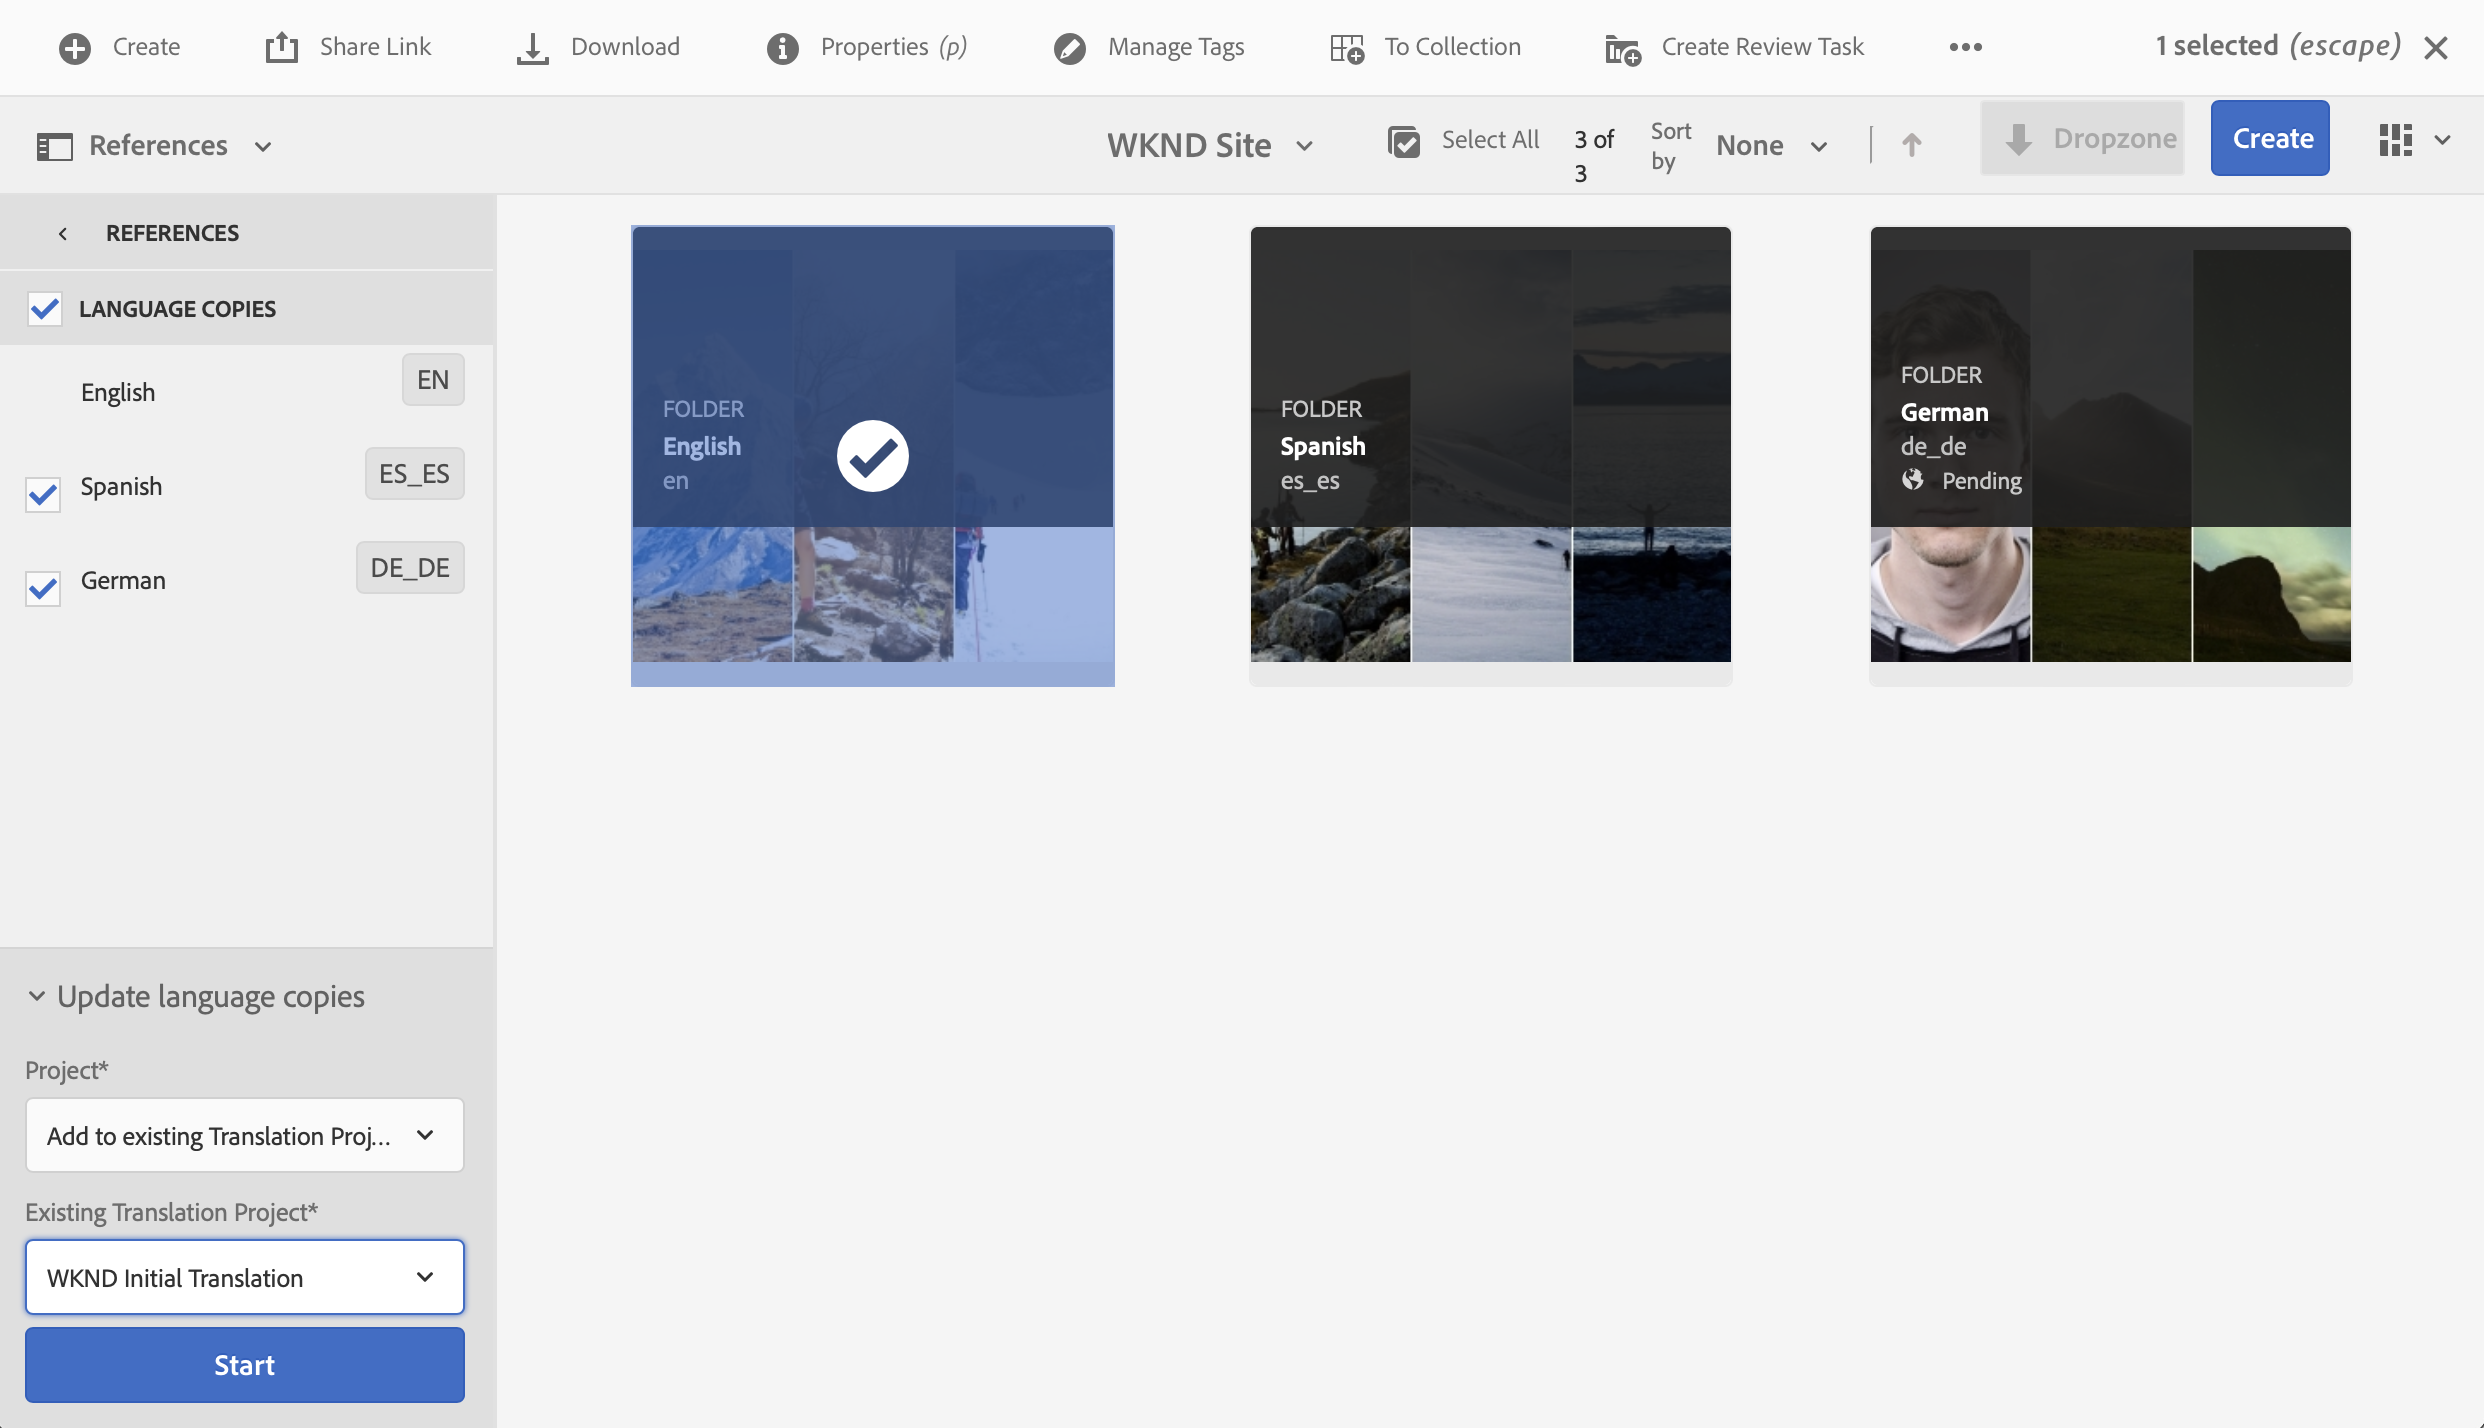 Create
Share Link
Download
Properties (p)
Manage Tags
To Collection
Create Review Task
1 selected (escape)
References
WKND Site
Select All
3 of
3
Sort
by
None
Dropzone
Create
REFERENCES
LANGUAGE COPIES
English
EN
Spanish
ES_ES
German
DE_DE
FOLDER
English
en
FOLDER
Spanish
es_es
FOLDER
German
de_de
Pending
Update language copies
Project*
Add to existing Translation Proj...
Existing Translation Project*
WKND Initial Translation
Start